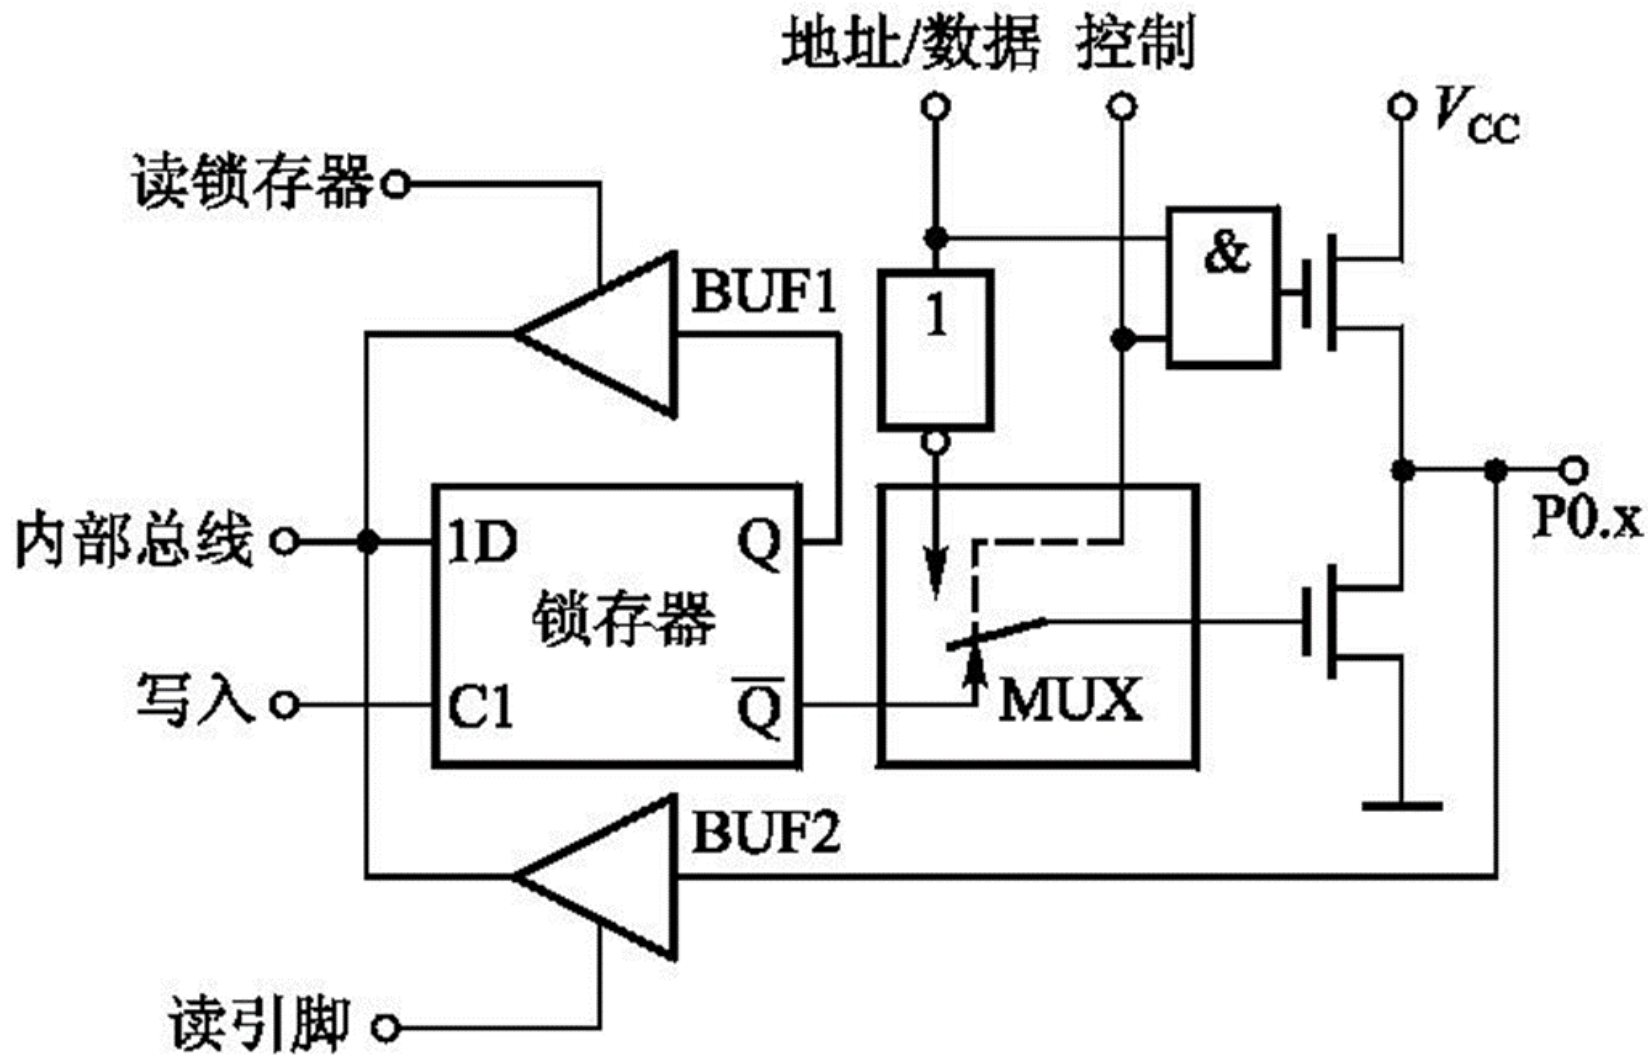 地址/数据 控制
V_CC
读锁存器
BUF1
&
1
内部总线
1D
Q
锁存器
写入
C1
Q̅
MUX
P0.x
BUF2
读引脚